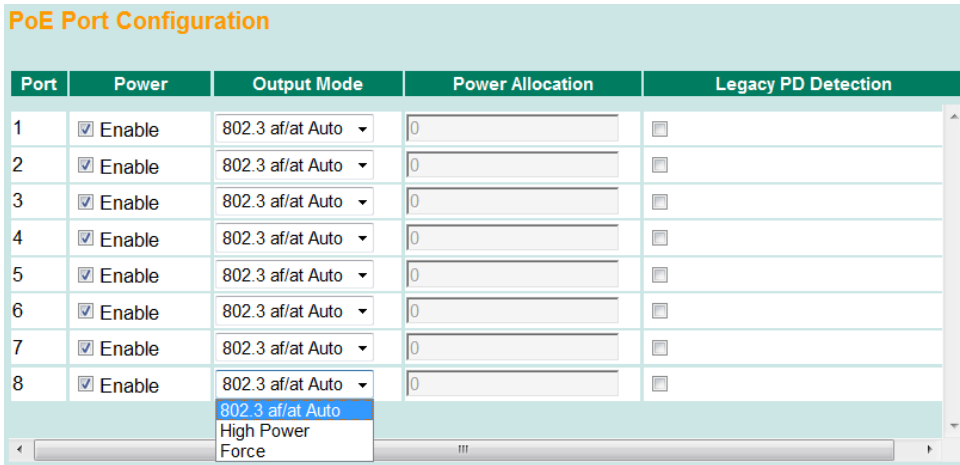 PoE Port Configuration
Port Power Output Mode Power Allocation Legacy PD Detection
1 Enable 802.3 af/at Auto 0
2 Enable 802.3 af/at Auto 0
3 Enable 802.3 af/at Auto 0
4 Enable 802.3 af/at Auto 0
5 Enable 802.3 af/at Auto 0
6 Enable 802.3 af/at Auto 0
7 Enable 802.3 af/at Auto 0
8 Enable 802.3 af/at Auto 0
802.3 af/at Auto
High Power
Force